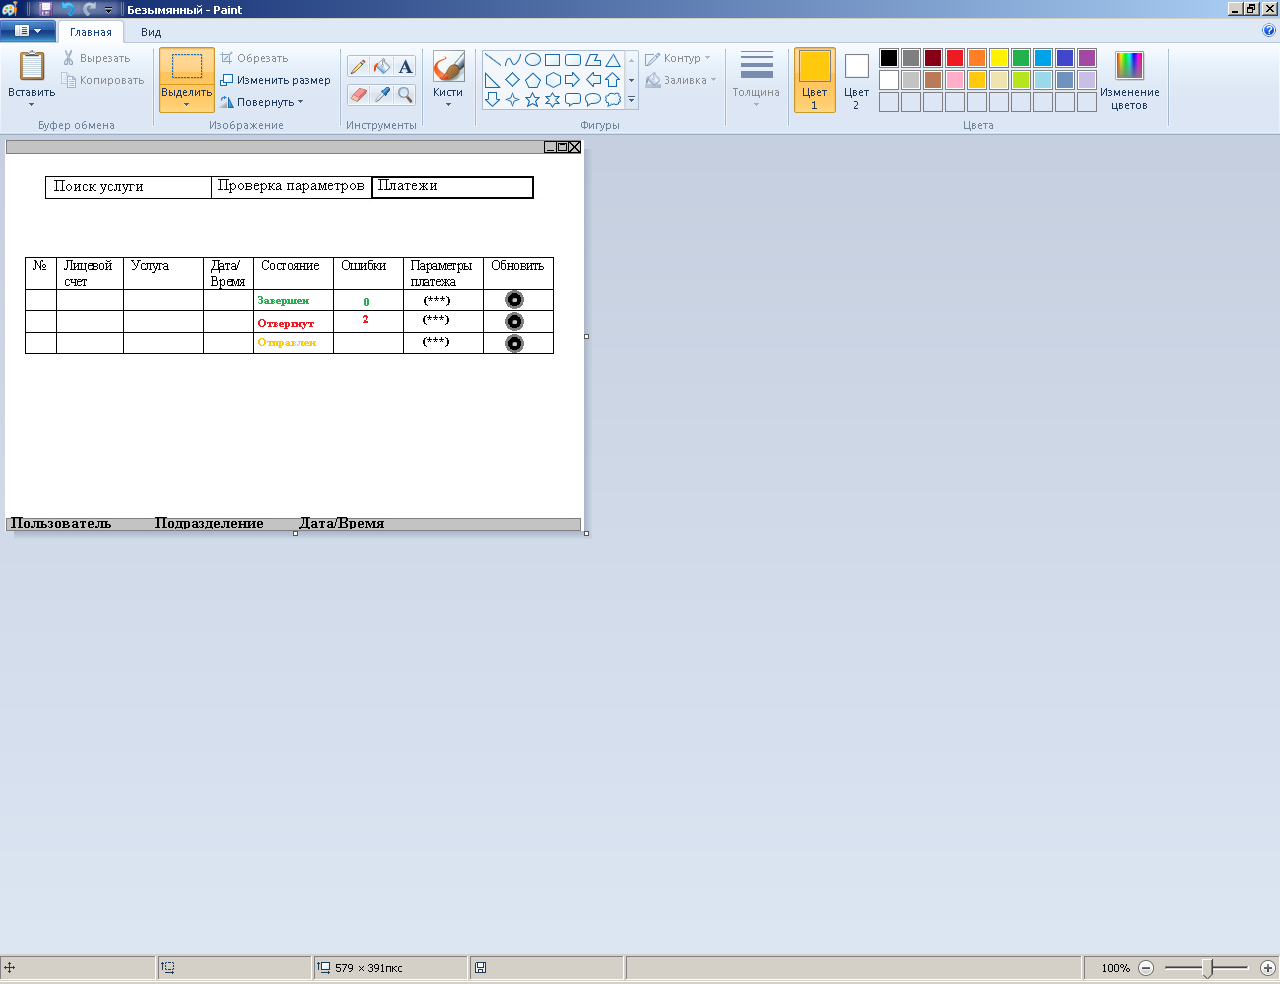 Безымянный - Paint
Главная Вид
Вставить
Вырезать
Копировать
Буфер обмена
Выделить
Обрезать
Изменить размер
Повернуть
Изображение
A
Инструменты
Кисти
Фигуры
Контур
Заливка
Толщина
Цвет
1
Цвет
2
Изменение
цветов
Цвета
Поиск услуги Проверка параметров Платежи
№ Лицевой Услуга Дата/ Состояние Ошибки Параметры Обновить
счет Время платежа
Завершен 0 (***)
Отвергнут 2 (***)
Отправлен (***)
Пользователь Подразделение Дата/Время
579 × 391пкс 100%